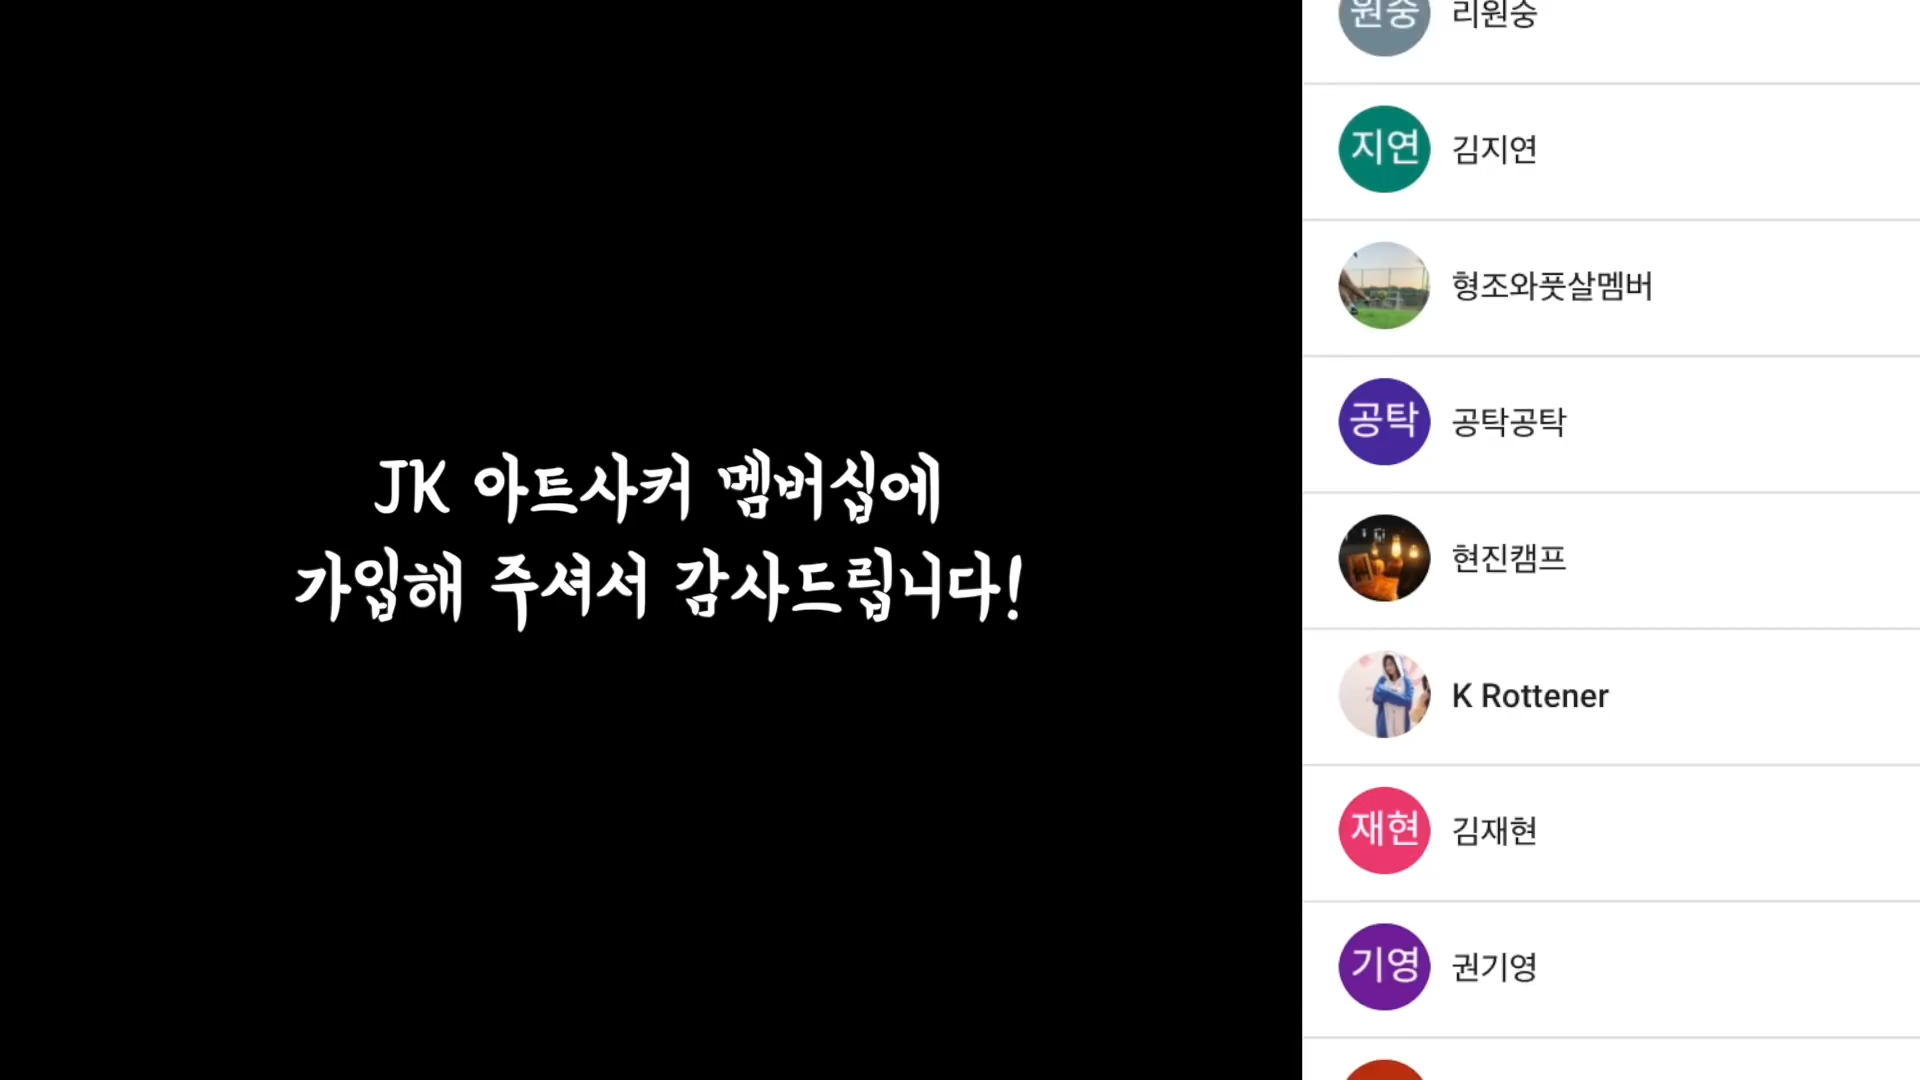 JK 아트사커 멤버십에
가입해 주셔서 감사드립니다!
원중 리원중
지연 김지연
형조와풋살멤버
공탁 공탁공탁
현진캠프
K Rottener
재현 김재현
기영 권기영